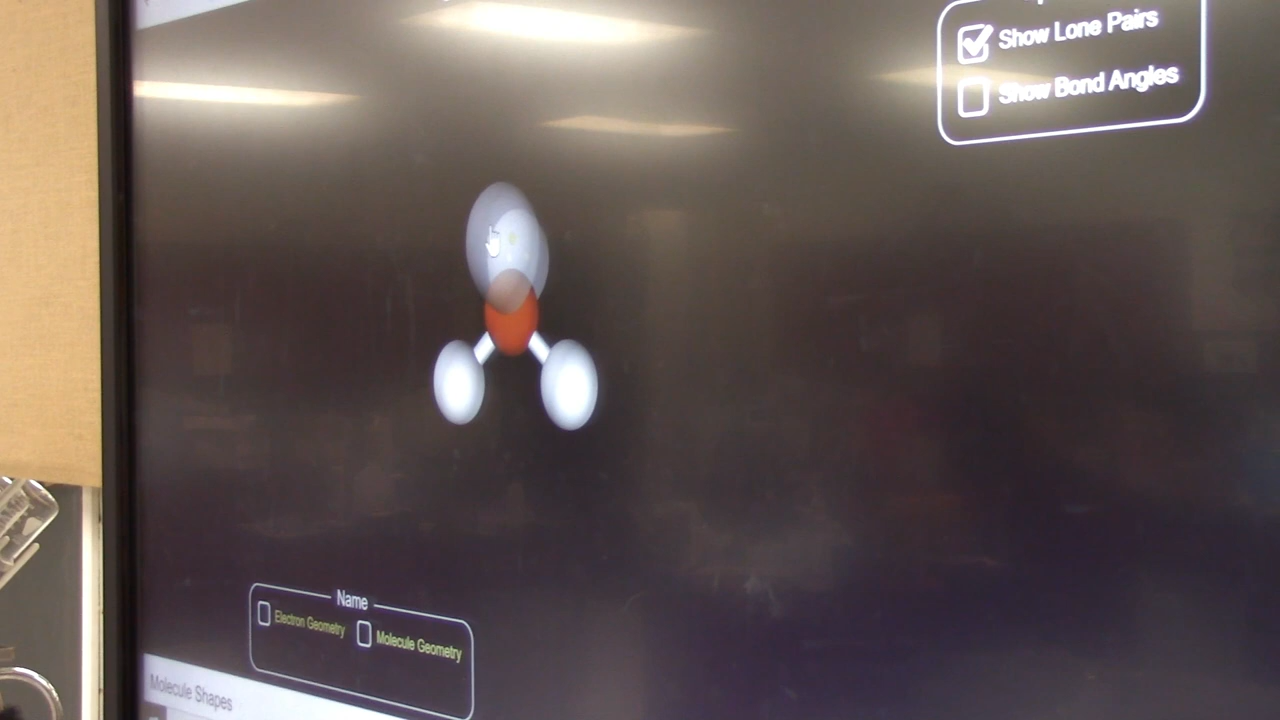 Show Lone Pairs
Show Bond Angles
Name
Electron Geometry
Molecule Geometry
Molecule Shapes